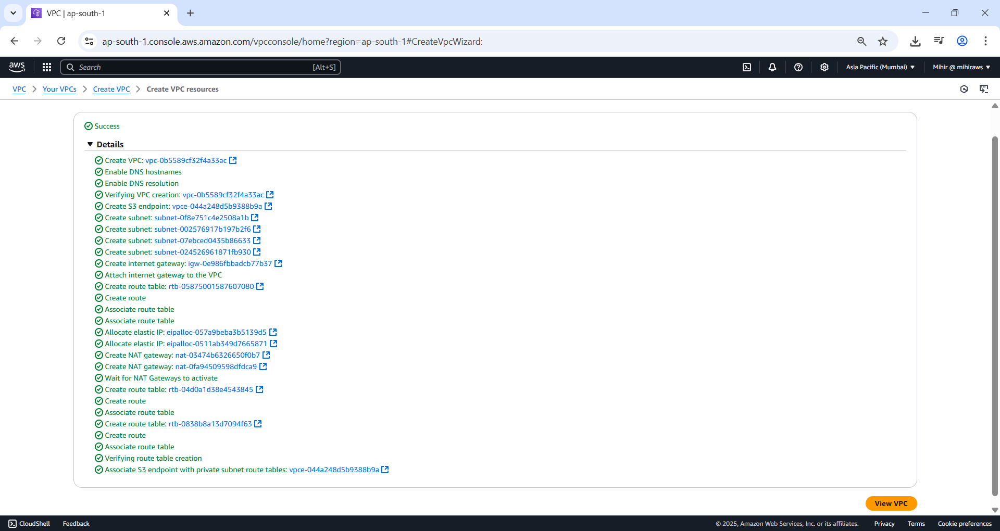 VPC | ap-south-1
ap-south-1.console.aws.amazon.com/vpcconsole/home?region=ap-south-1#CreateVpcWizard:
aws
Search
[Alt+S]
Asia Pacific (Mumbai)
Mihir @ mihiraws
VPC
Your VPCs
Create VPC
Create VPC resources
Success
Details
Create VPC: vpc-0b5589cf32f4a33ac
Enable DNS hostnames
Enable DNS resolution
Verifying VPC creation: vpc-0b5589cf32f4a33ac
Create S3 endpoint: vpce-044a248d5b9388b9a
Create subnet: subnet-0f8e751c4e2508a1b
Create subnet: subnet-002576917b197b2f6
Create subnet: subnet-07ebced0435b86633
Create subnet: subnet-024526961871fb930
Create internet gateway: igw-0e986fbbadcb77b37
Attach internet gateway to the VPC
Create route table: rtb-05875001587607080
Create route
Associate route table
Associate route table
Allocate elastic IP: eipalloc-057a9beba3b5139d5
Allocate elastic IP: eipalloc-0511ab349d7665871
Create NAT gateway: nat-03474b6326650f0b7
Create NAT gateway: nat-0fa94509598dfdca9
Wait for NAT Gateways to activate
Create route table: rtb-04d0a1d38e4543845
Create route
Associate route table
Create route table: rtb-0838b8a13d7094f63
Create route
Associate route table
Verifying route table creation
Associate S3 endpoint with private subnet route tables: vpce-044a248d5b9388b9a
View VPC
CloudShell
Feedback
© 2025, Amazon Web Services, Inc. or its affiliates.
Privacy
Terms
Cookie preferences